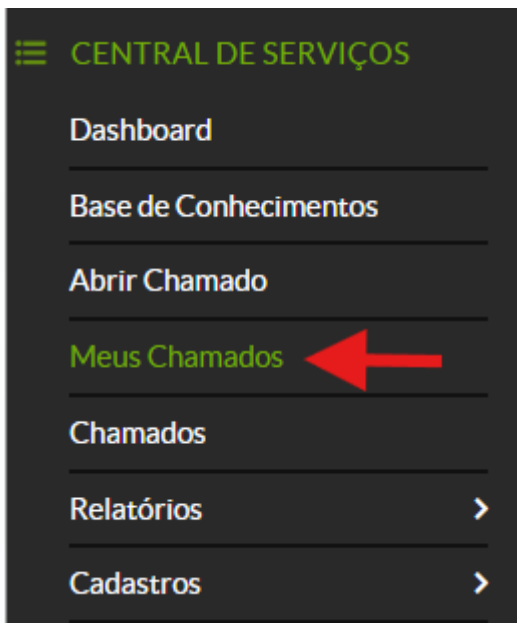 CENTRAL DE SERVIÇOS
Dashboard
Base de Conhecimentos
Abrir Chamado
Meus Chamados
Chamados
Relatórios
Cadastros